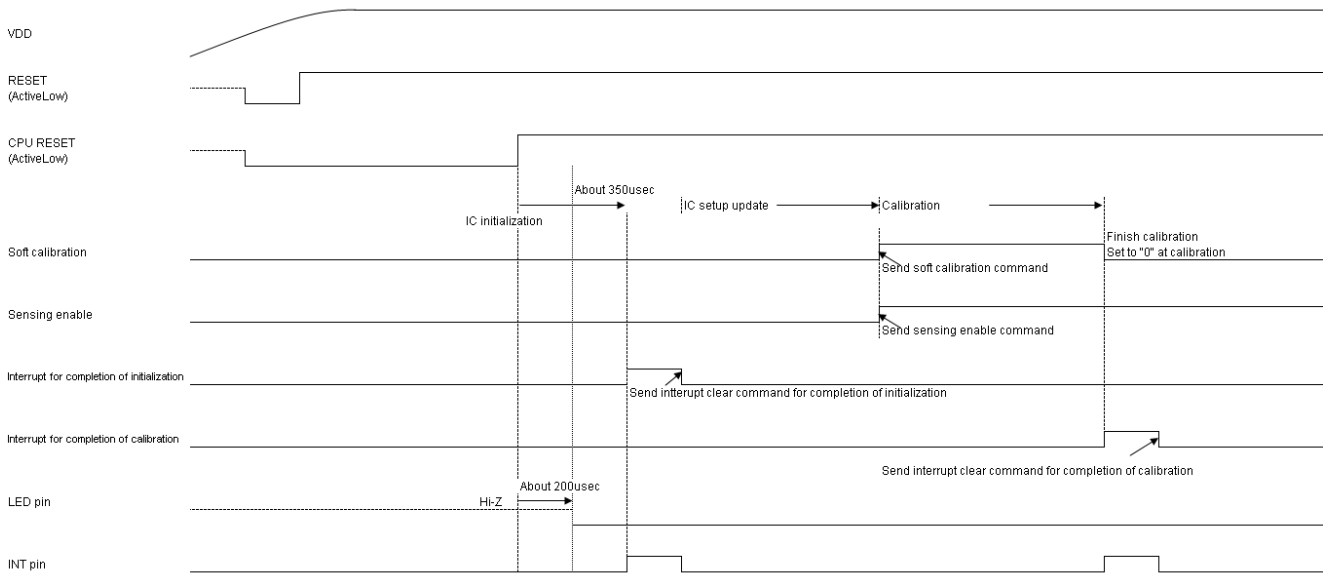 VDD
RESET
(ActiveLow)
CPU RESET
(ActiveLow)
About 350usec
IC setup update
Calibration
IC initialization
Finish calibration
Set to "0" at calibration
Soft calibration
Send soft calibration command
Sensing enable
Send sensing enable command
Interrupt for completion of initialization
Send intterupt clear command for completion of initialization
Interrupt for completion of calibration
Send interrupt clear command for completion of calibration
About 200usec
LED pin
Hi-Z
INT pin